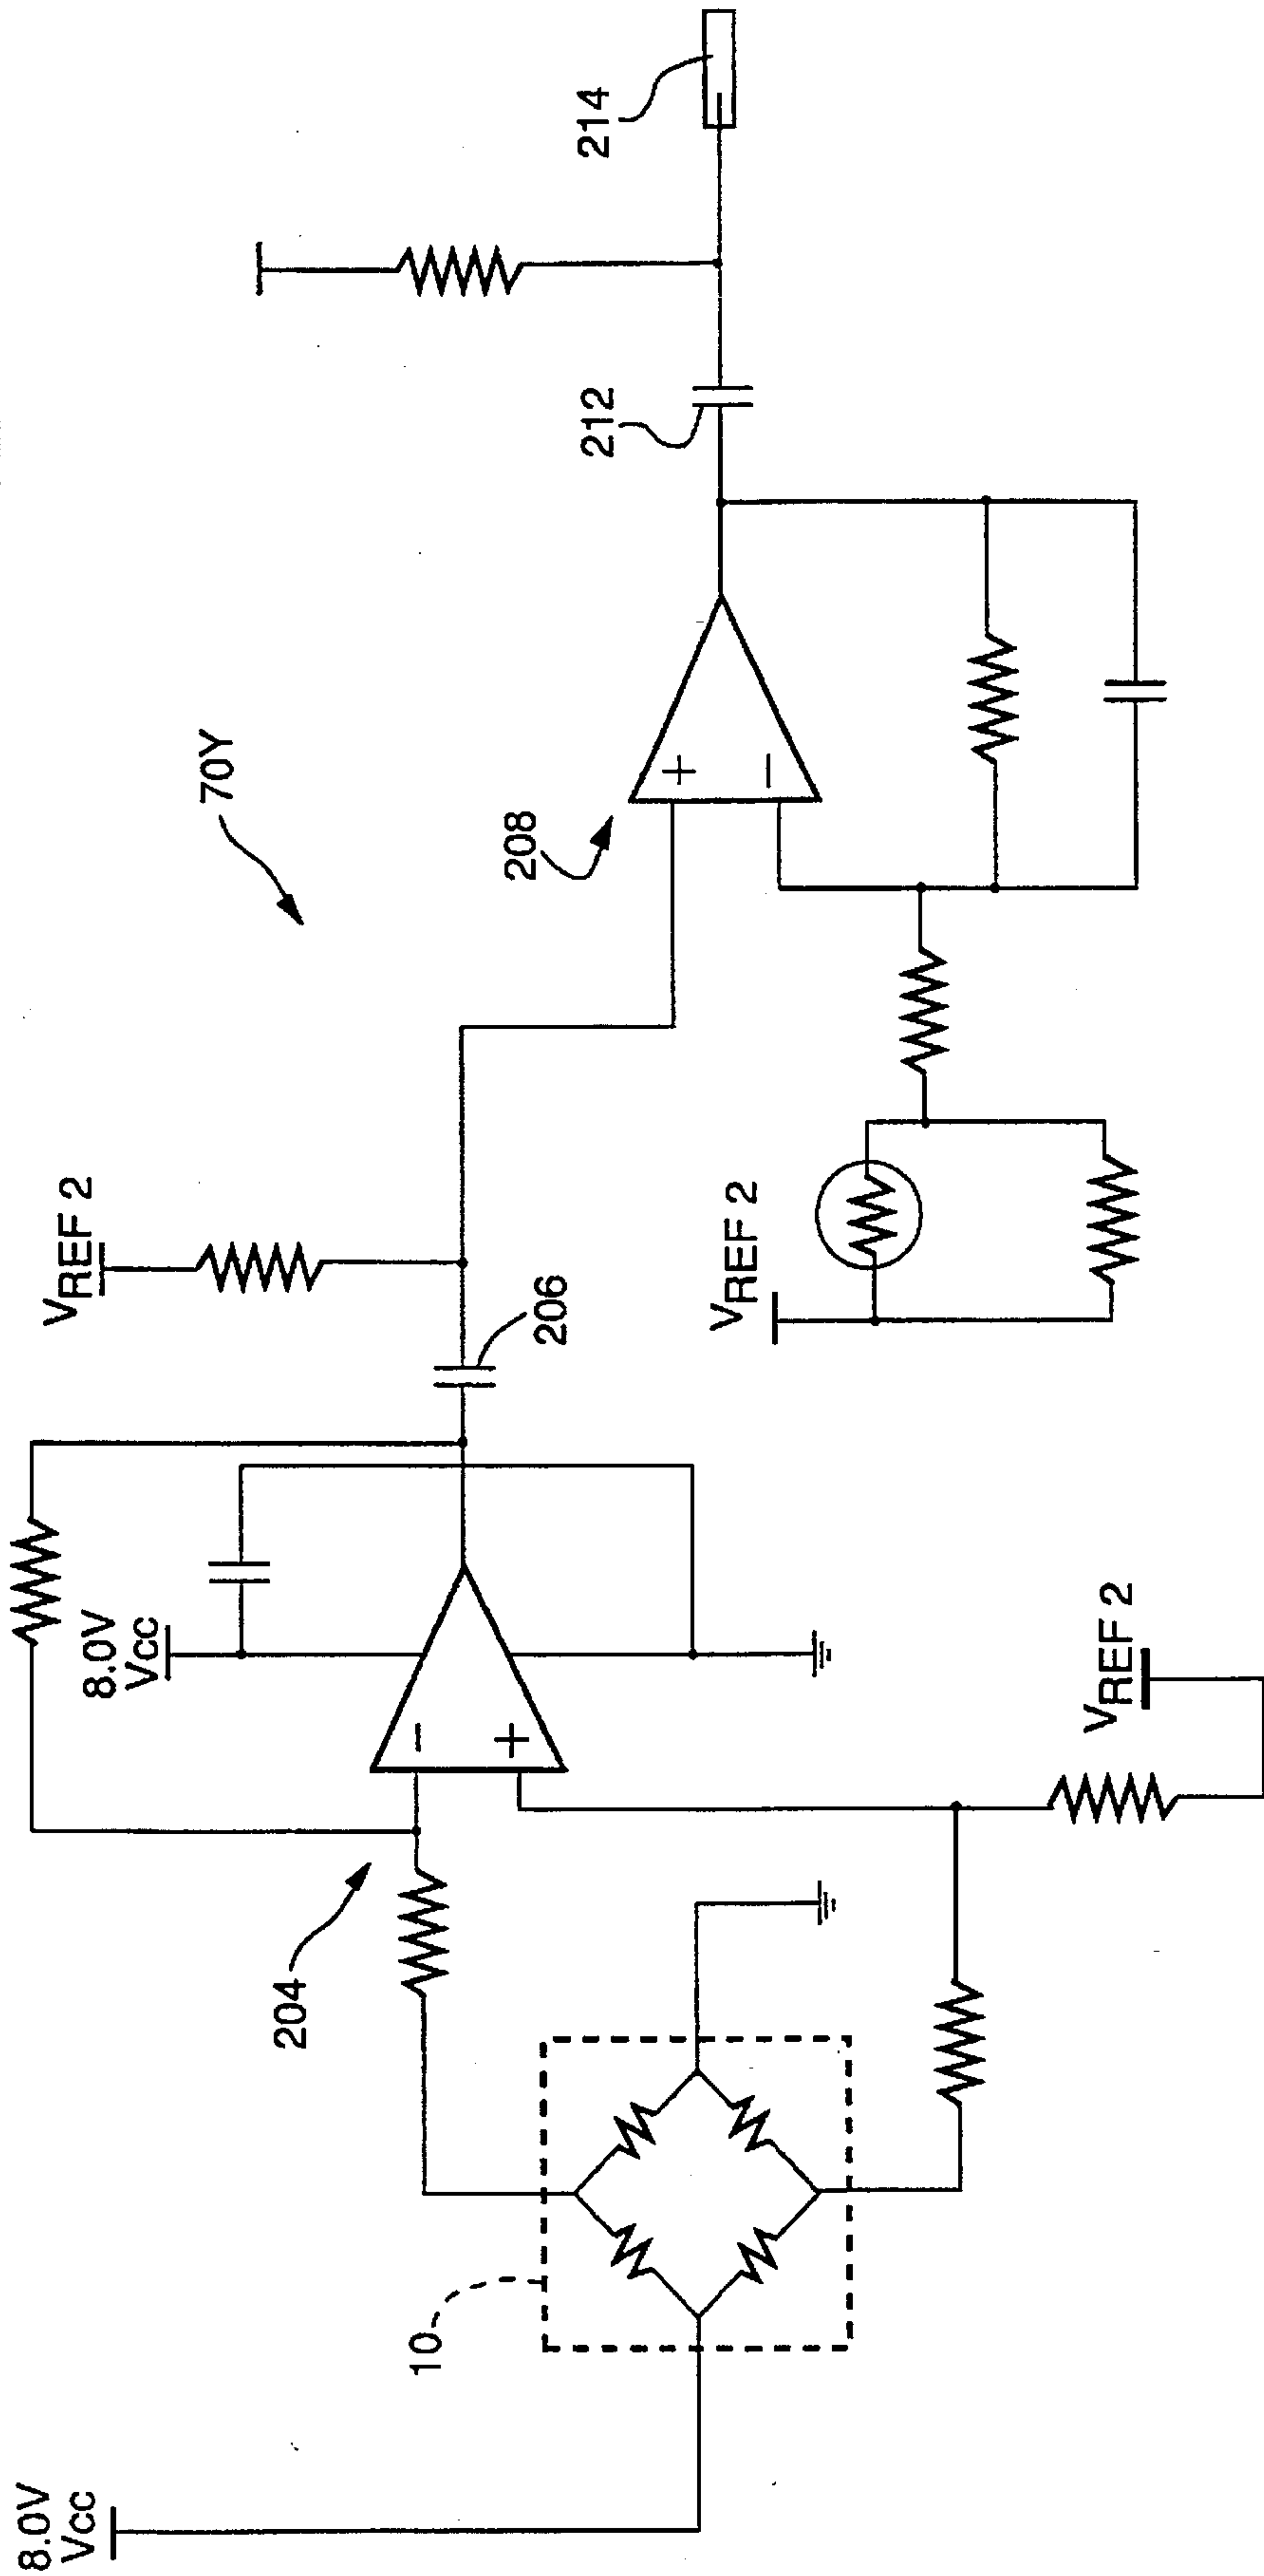 8.0V
Vcc
10
204
8.0V
Vcc
VREF 2
206
VREF 2
VREF 2
70Y
208
212
214
+
-
-
+